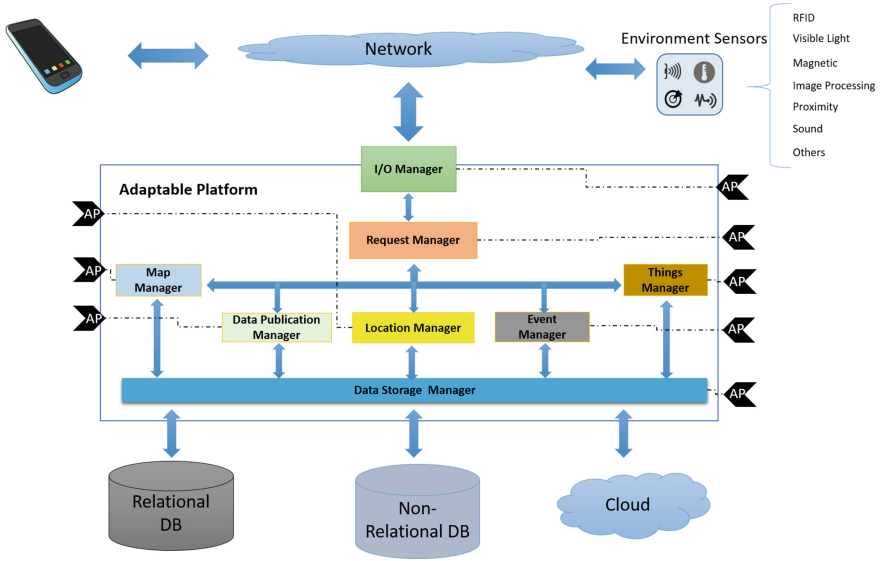 Network
Environment Sensors
RFID
Visible Light
Magnetic
Image Processing
Proximity
Sound
Others
I/O Manager
Adaptable Platform
AP
AP
Request Manager
AP
AP
Map
Manager
Things
Manager
AP
AP
Data Publication
Manager
Location Manager
Event
Manager
AP
AP
Data Storage Manager
AP
Relational
DB
Non-
Relational DB
Cloud